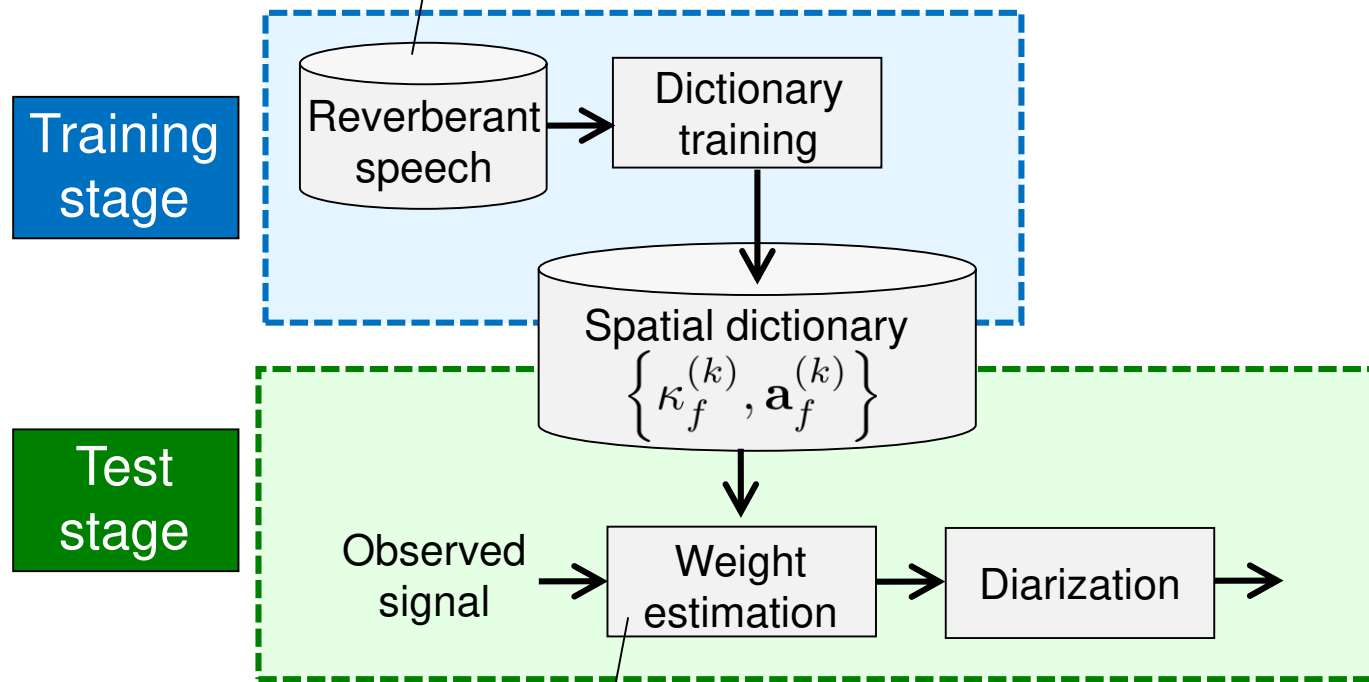 Training
stage
Reverberant
speech
Dictionary
training
Spatial dictionary
{κ_f^(k), a_f^(k)}
Test
stage
Observed
signal
Weight
estimation
Diarization